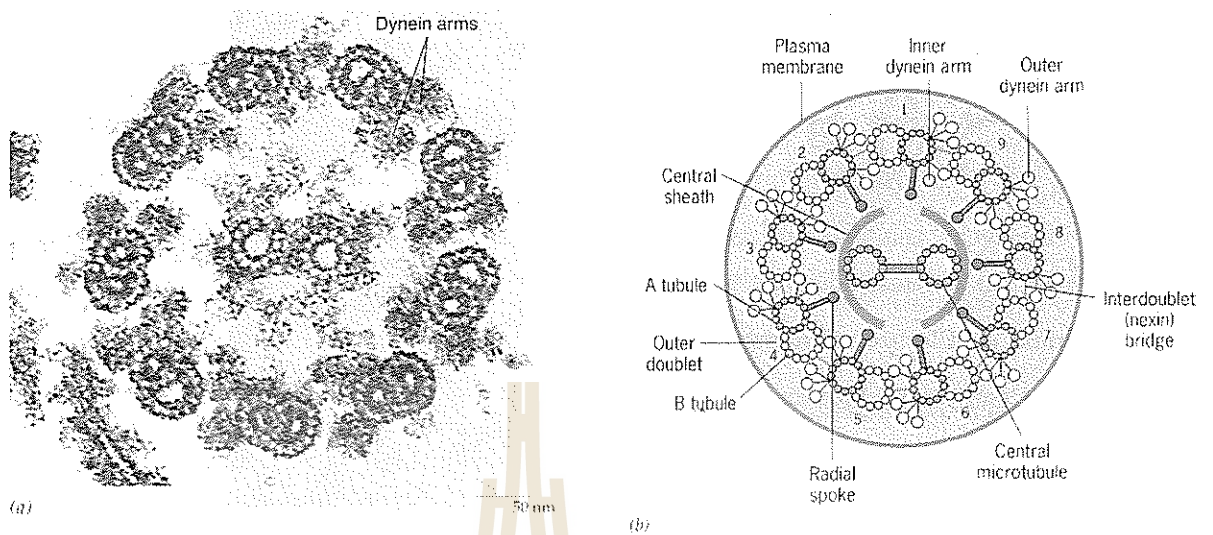 Dynein arms
50 nm
(a)
Plasma
membrane
Inner
dynein arm
Outer
dynein arm
Central
sheath
A tubule
Outer
doublet
B tubule
Radial
spoke
Central
microtubule
Interdoublet
(nexin)
bridge
1
2
3
4
5
6
7
8
9
(b)